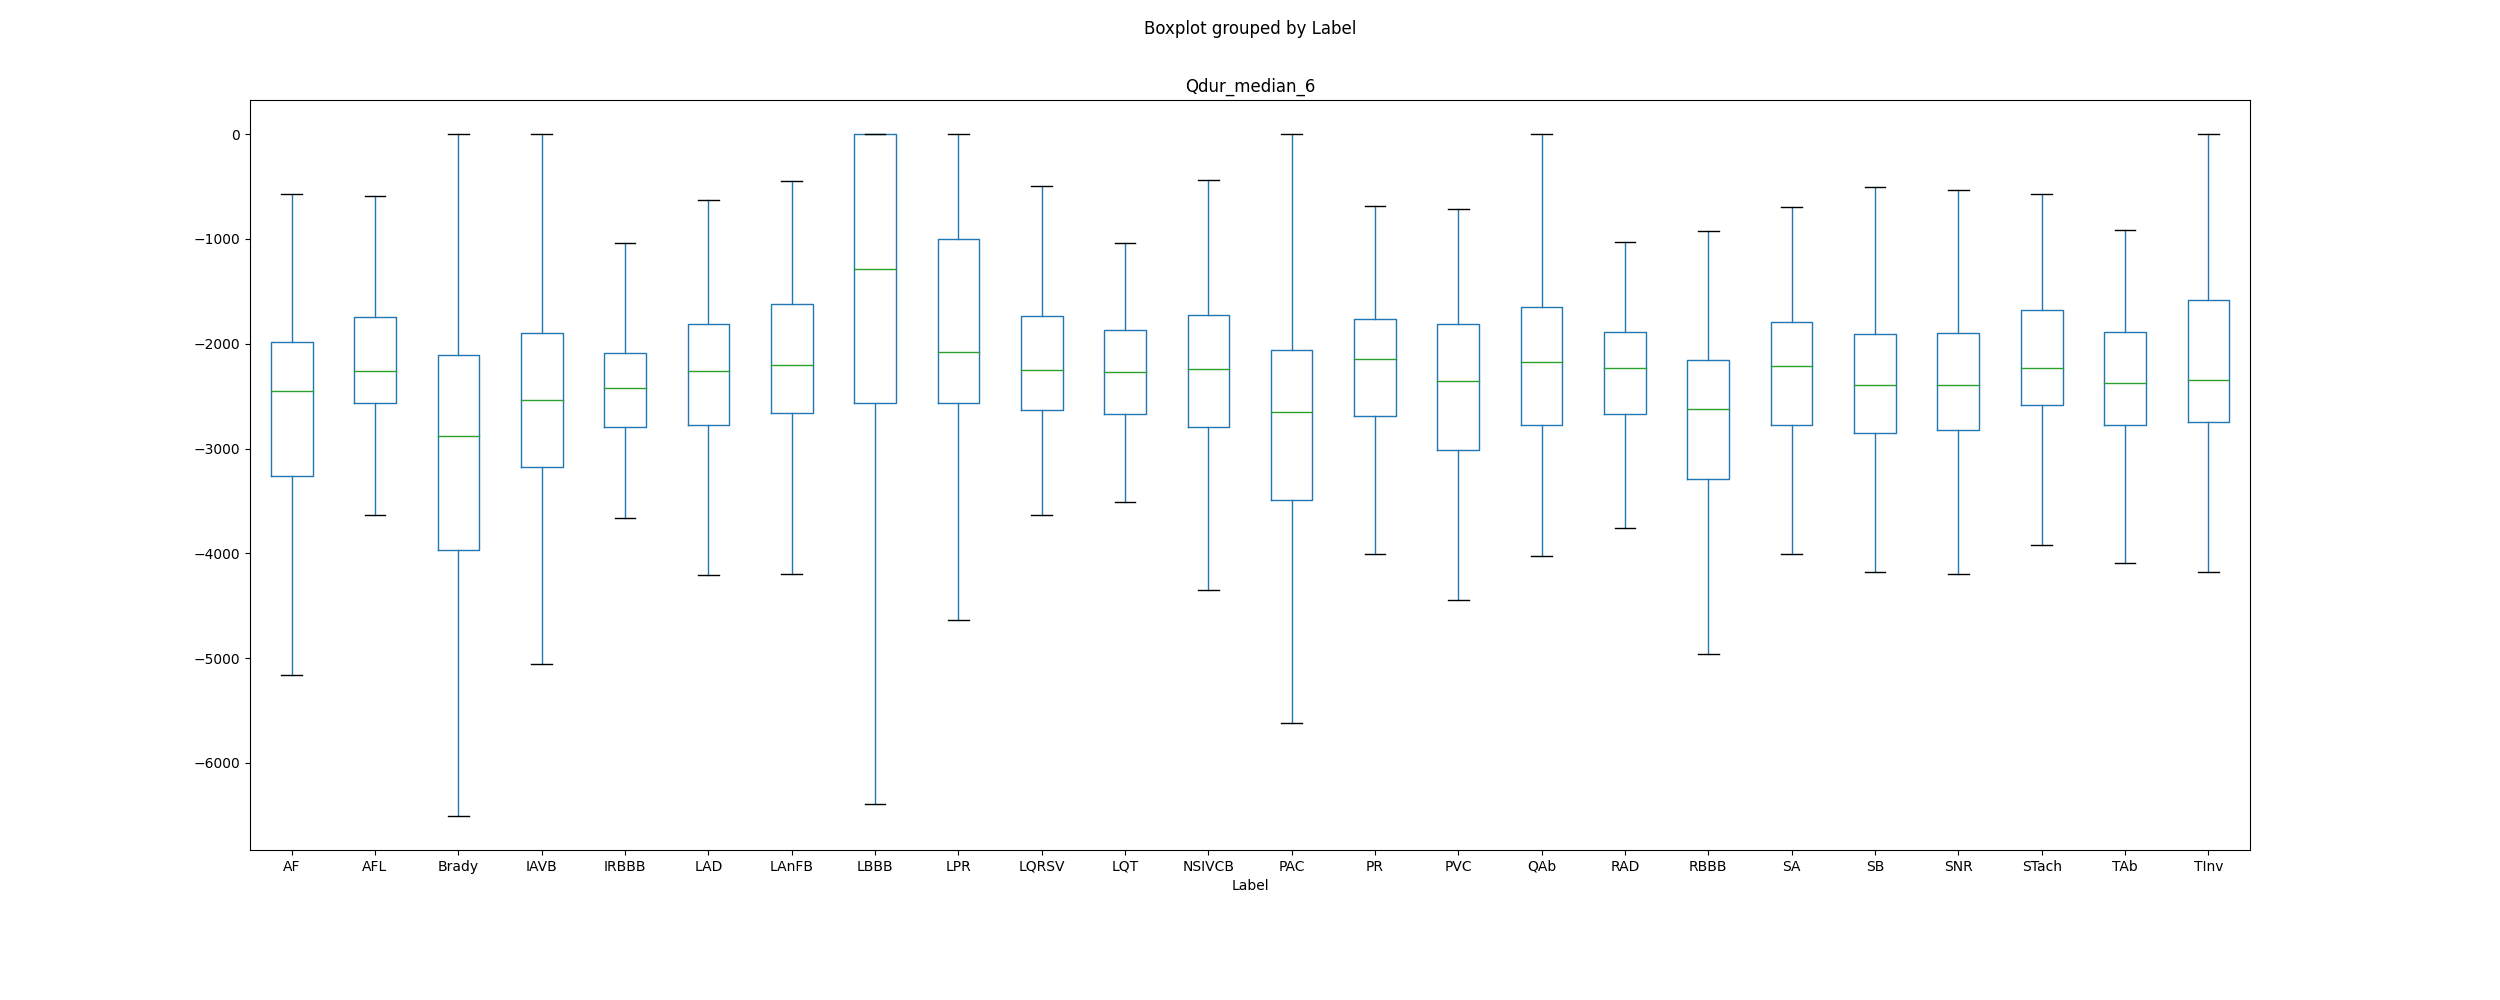 Boxplot grouped by Label
Qdur_median_6
0
−1000
−2000
−3000
−4000
−5000
−6000
AF AFL Brady IAVB IRBBB LAD LAnFB LBBB LPR LQRSV LQT NSIVCB PAC PR PVC QAb RAD RBBB SA SB SNR STach TAb TInv
Label